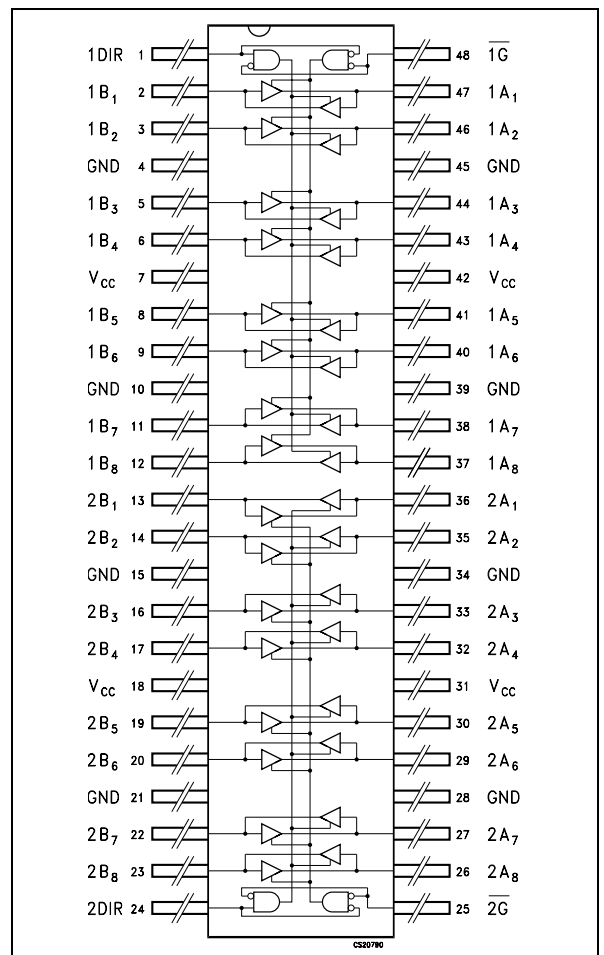 1DIR 1 48 1G̅
1B₁ 2 47 1A₁
1B₂ 3 46 1A₂
GND 4 45 GND
1B₃ 5 44 1A₃
1B₄ 6 43 1A₄
V_CC 7 42 V_CC
1B₅ 8 41 1A₅
1B₆ 9 40 1A₆
GND 10 39 GND
1B₇ 11 38 1A₇
1B₈ 12 37 1A₈
2B₁ 13 36 2A₁
2B₂ 14 35 2A₂
GND 15 34 GND
2B₃ 16 33 2A₃
2B₄ 17 32 2A₄
V_CC 18 31 V_CC
2B₅ 19 30 2A₅
2B₆ 20 29 2A₆
GND 21 28 GND
2B₇ 22 27 2A₇
2B₈ 23 26 2A₈
2DIR 24 25 2G̅
CS20790